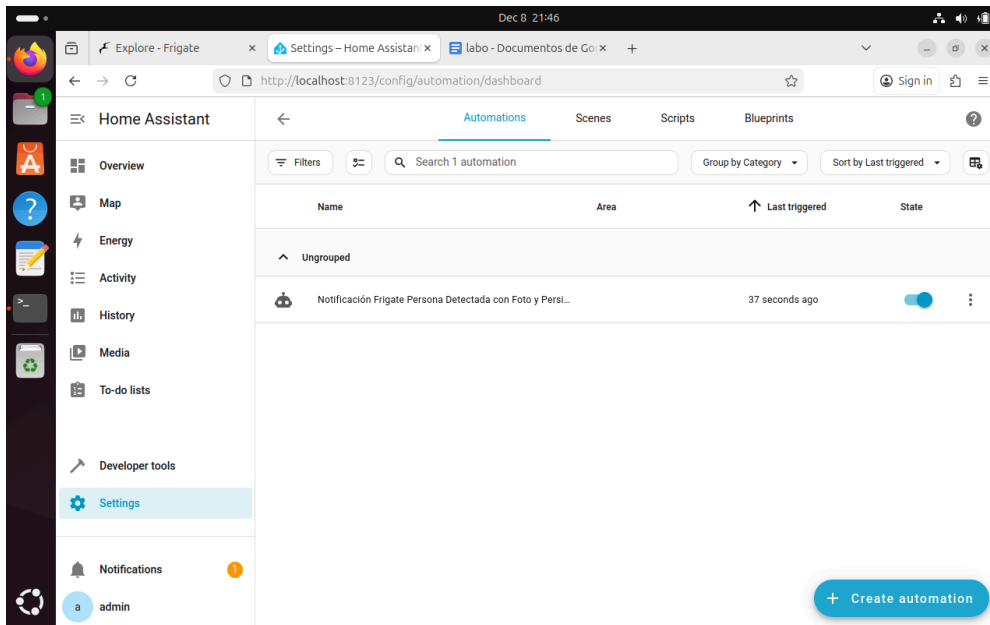 Dec 8 21:46
Explore - Frigate
Settings – Home Assistan
labo - Documentos de Go
http://localhost:8123/config/automation/dashboard
Sign in
1
Home Assistant
Automations
Scenes
Scripts
Blueprints
Filters
Search 1 automation
Group by Category
Sort by Last triggered
Overview
Map
Energy
Activity
History
Media
To-do lists
Developer tools
Settings
Notifications
1
a
admin
Name
Area
Last triggered
State
Ungrouped
Notificación Frigate Persona Detectada con Foto y Persi...
37 seconds ago
+ Create automation